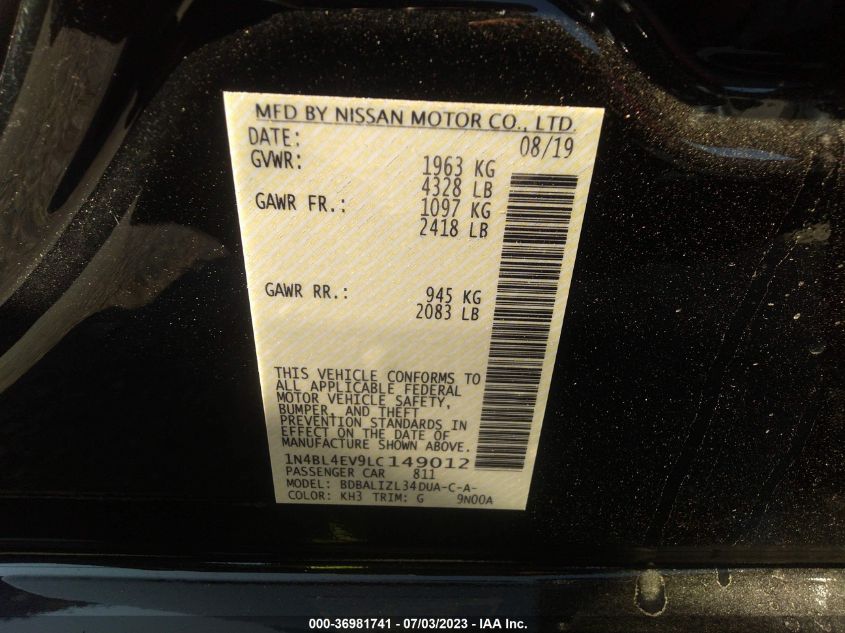 MFD BY NISSAN MOTOR CO., LTD.
DATE: 08/19
GVWR: 1963 KG
4328 LB
GAWR FR.: 1097 KG
2418 LB
GAWR RR.: 945 KG
2083 LB
THIS VEHICLE CONFORMS TO
ALL APPLICABLE FEDERAL
MOTOR VEHICLE SAFETY,
BUMPER, AND THEFT
PREVENTION STANDARDS IN
EFFECT ON THE DATE OF
MANUFACTURE SHOWN ABOVE.
1N4BL4EV9LC149012
PASSENGER CAR 811
MODEL: BDBALIZL34DUA-C-A-
COLOR: KH3 TRIM: G 9N00A
000-36981741 - 07/03/2023 - IAA Inc.